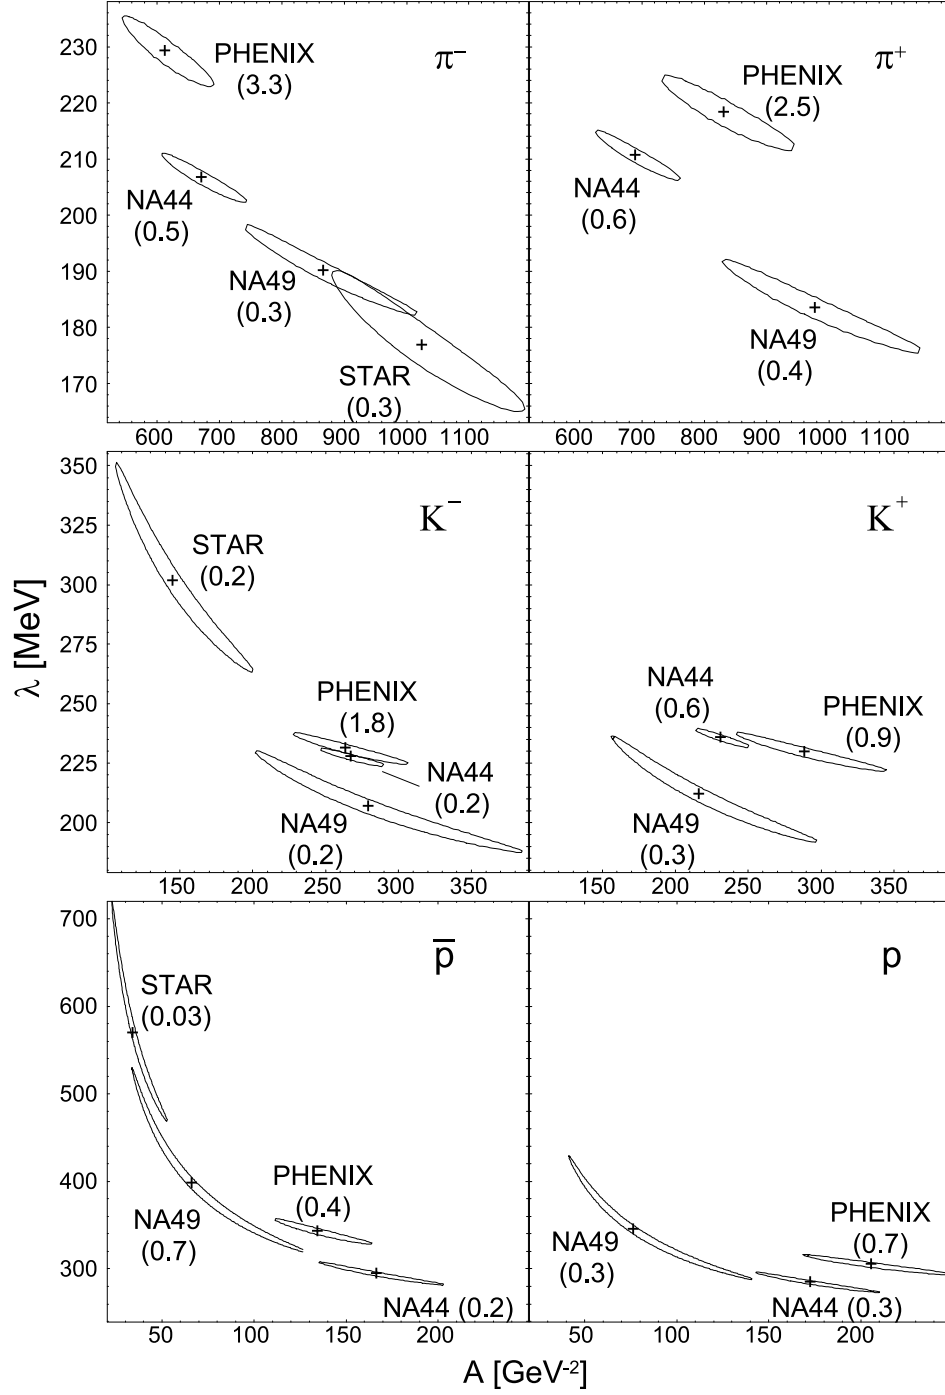 π⁻
PHENIX
(3.3)
NA44
(0.5)
NA49
(0.3)
STAR
(0.3)
230
220
210
200
190
180
170
600 700 800 900 1000 1100
π⁺
PHENIX
(2.5)
NA44
(0.6)
NA49
(0.4)
600 700 800 900 1000 1100
λ [MeV]
K⁻
STAR
(0.2)
PHENIX
(1.8)
NA44
(0.2)
NA49
(0.2)
350
325
300
275
250
225
200
150 200 250 300 350
K⁺
NA44
(0.6)
PHENIX
(0.9)
NA49
(0.3)
150 200 250 300 350
p̅
STAR
(0.03)
PHENIX
(0.4)
NA49
(0.7)
NA44 (0.2)
700
600
500
400
300
50 100 150 200
p
PHENIX
(0.7)
NA49
(0.3)
NA44 (0.3)
50 100 150 200
A [GeV⁻²]